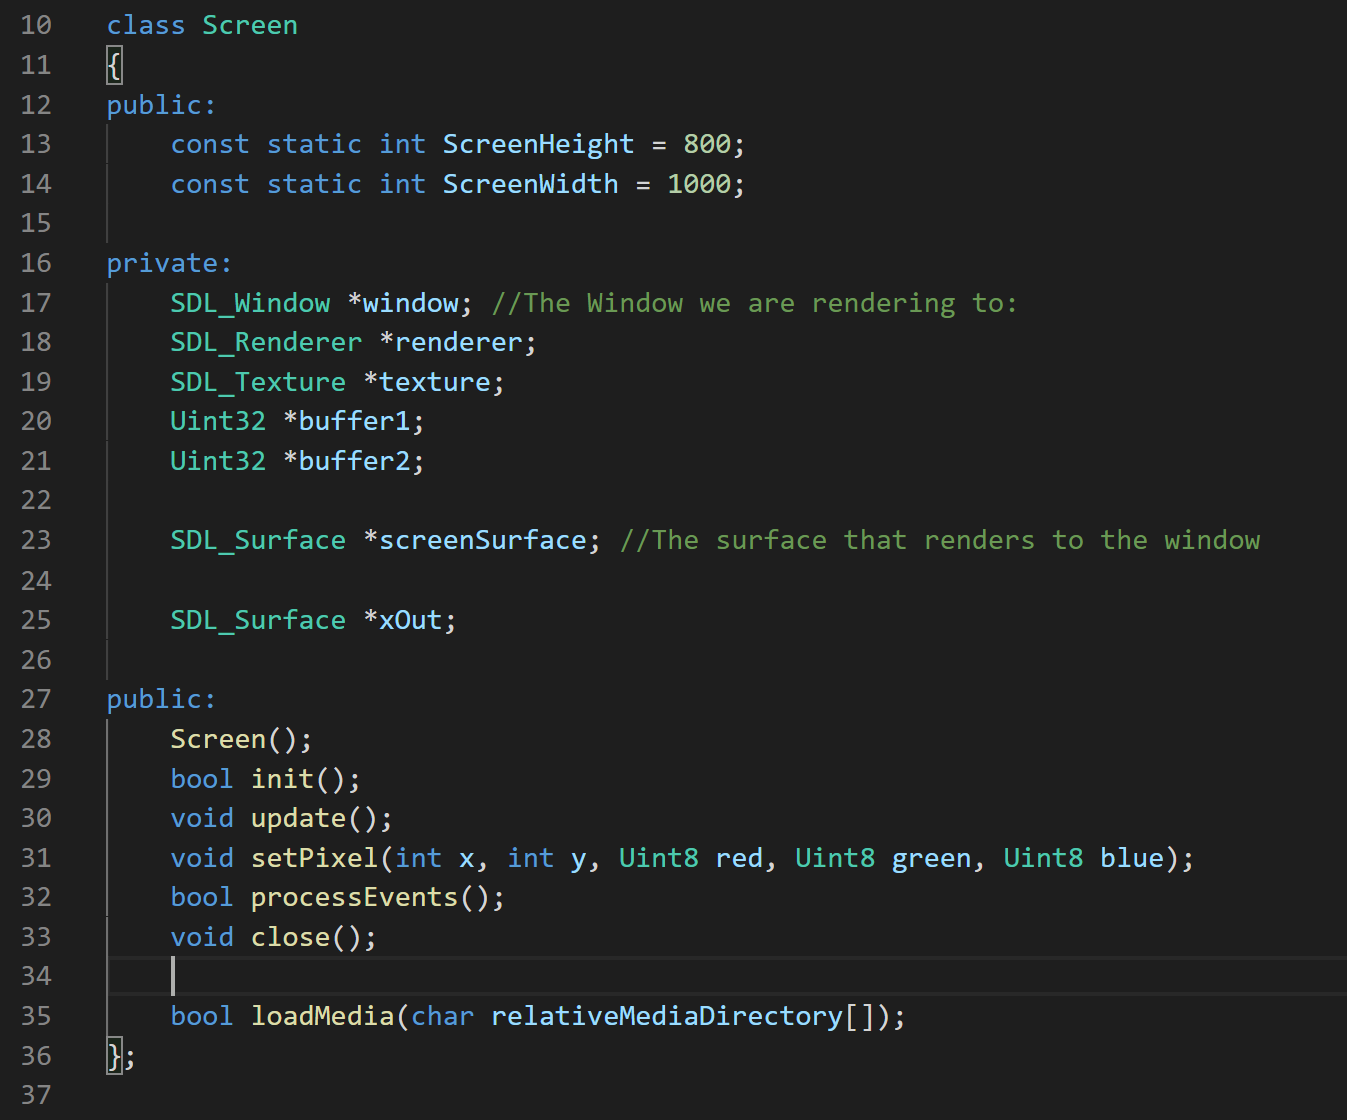 10 class Screen
11 {
12 public:
13     const static int ScreenHeight = 800;
14     const static int ScreenWidth = 1000;
15
16 private:
17     SDL_Window *window; //The Window we are rendering to:
18     SDL_Renderer *renderer;
19     SDL_Texture *texture;
20     Uint32 *buffer1;
21     Uint32 *buffer2;
22
23     SDL_Surface *screenSurface; //The surface that renders to the window
24
25     SDL_Surface *xOut;
26
27 public:
28     Screen();
29     bool init();
30     void update();
31     void setPixel(int x, int y, Uint8 red, Uint8 green, Uint8 blue);
32     bool processEvents();
33     void close();
34
35     bool loadMedia(char relativeMediaDirectory[]);
36 };
37